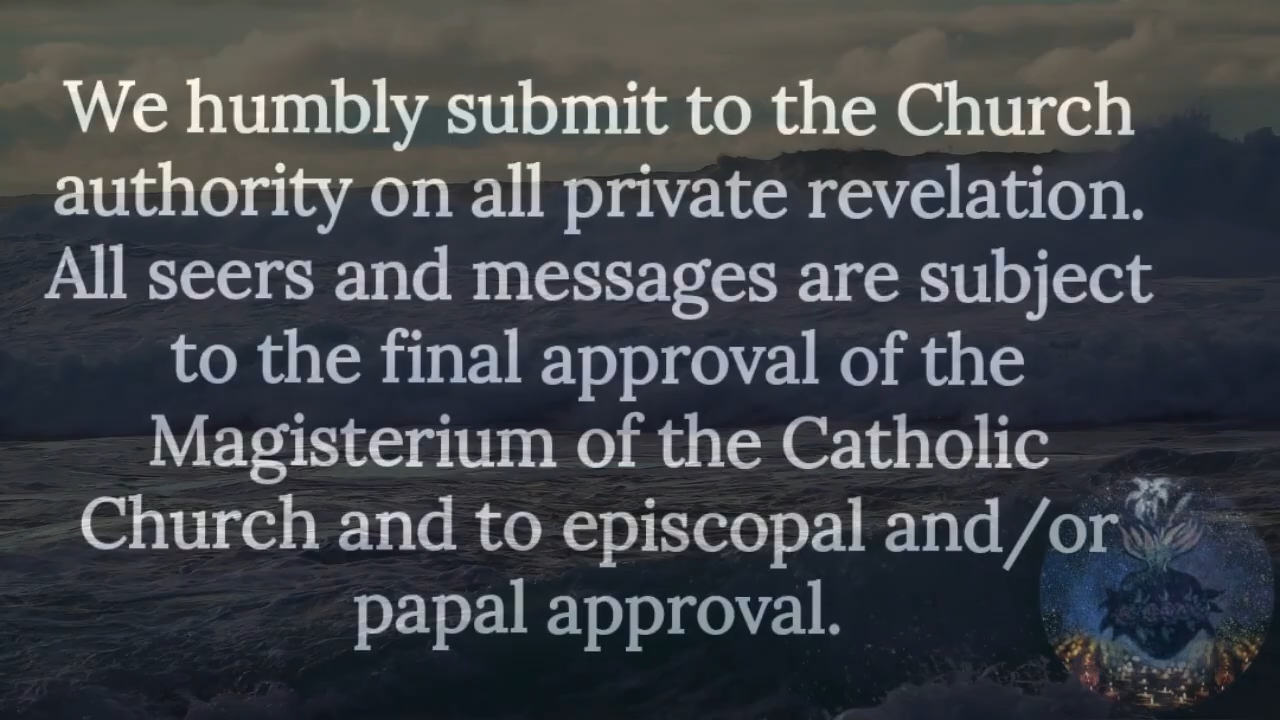 We humbly submit to the Church
authority on all private revelation.
All seers and messages are subject
to the final approval of the
Magisterium of the Catholic
Church and to episcopal and/or
papal approval.